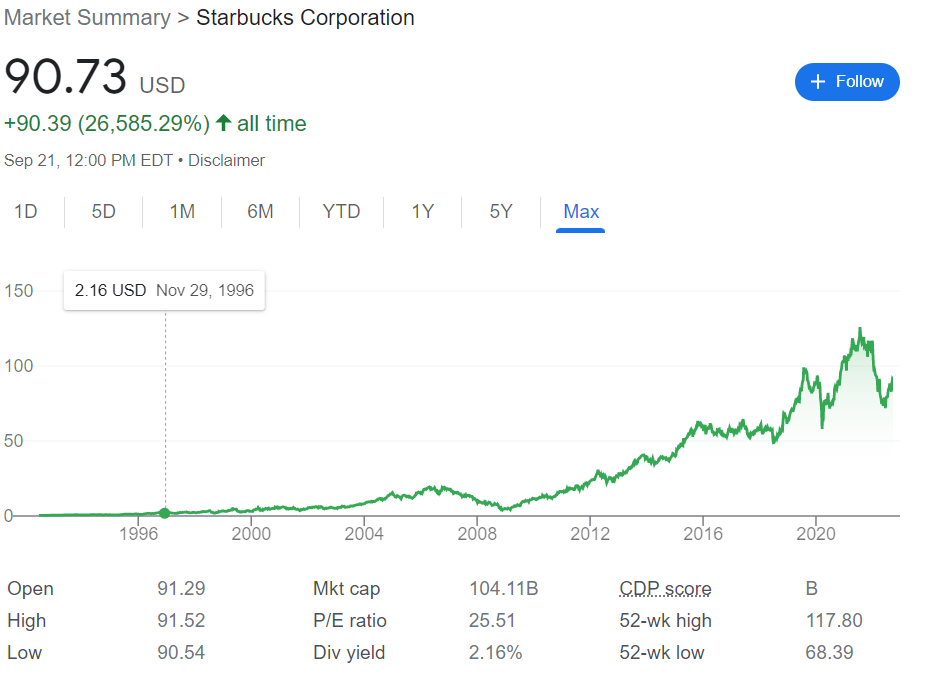 Market Summary > Starbucks Corporation
90.73 USD
+ Follow
+90.39 (26,585.29%) ↑ all time
Sep 21, 12:00 PM EDT • Disclaimer
1D 5D 1M 6M YTD 1Y 5Y Max
2.16 USD Nov 29, 1996
150
100
50
0
1996 2000 2004 2008 2012 2016 2020
Open 91.29 Mkt cap 104.11B CDP score B
High 91.52 P/E ratio 25.51 52-wk high 117.80
Low 90.54 Div yield 2.16% 52-wk low 68.39